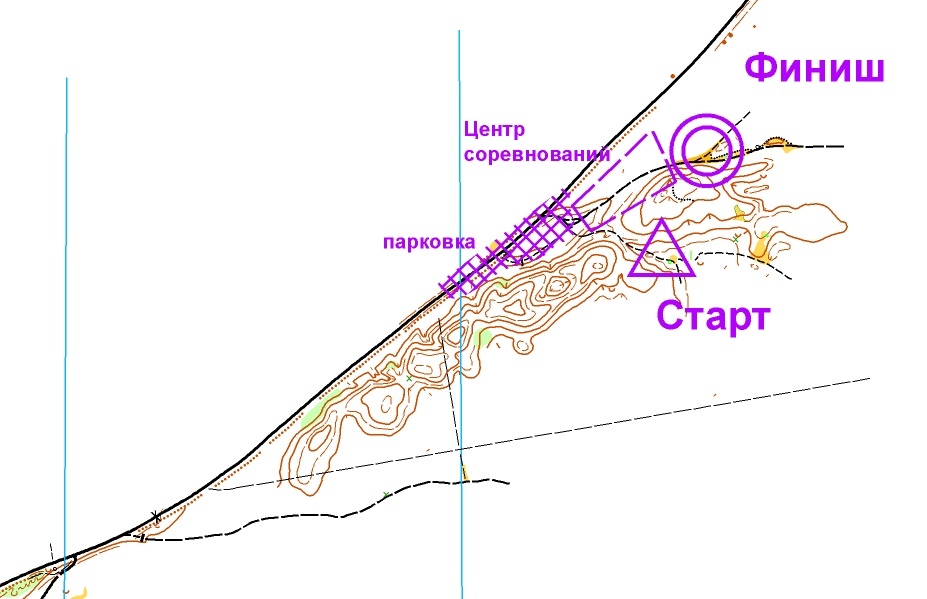 Финиш
Центр
соревнований
парковка
Старт